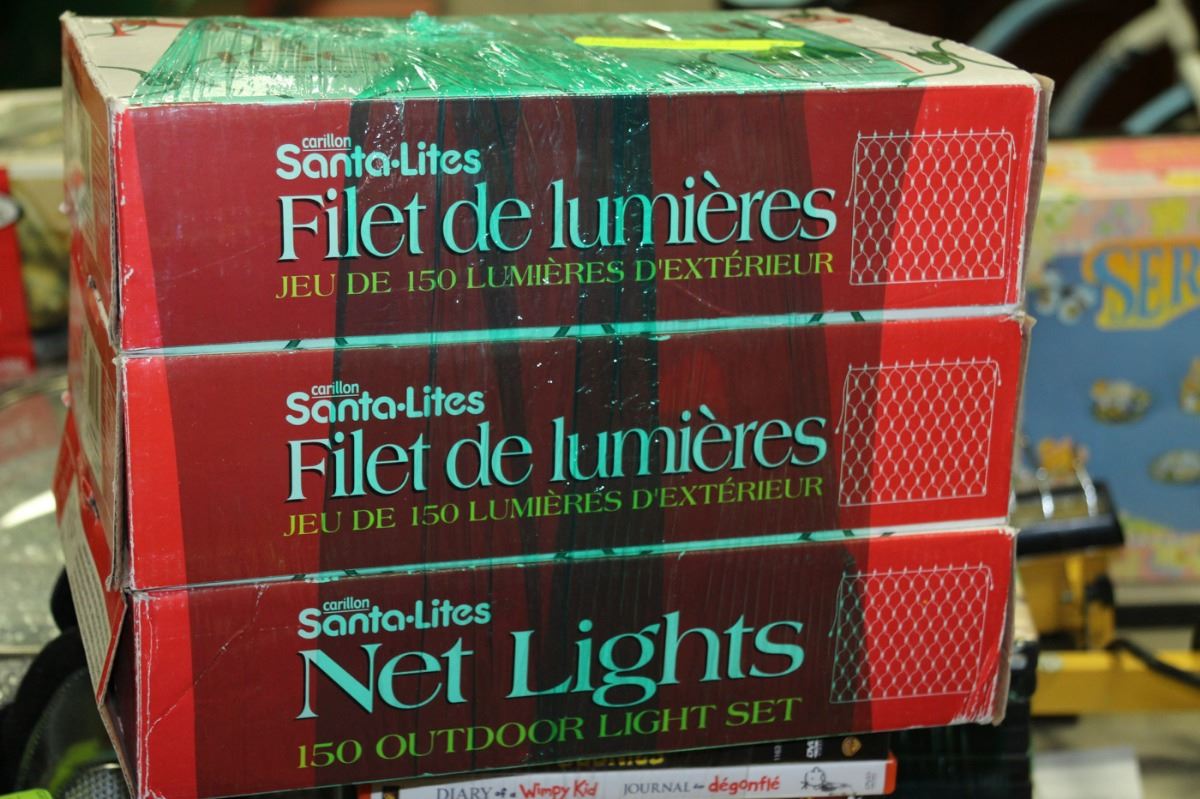 carillon
Santa·Lites
Filet de lumières
JEU DE 150 LUMIÈRES D'EXTÉRIEUR
carillon
Santa·Lites
Filet de lumières
JEU DE 150 LUMIÈRES D'EXTÉRIEUR
carillon
Santa·Lites
Net Lights
150 OUTDOOR LIGHT SET
SER
DIARY of a Wimpy Kid JOURNAL d'un dégonflé